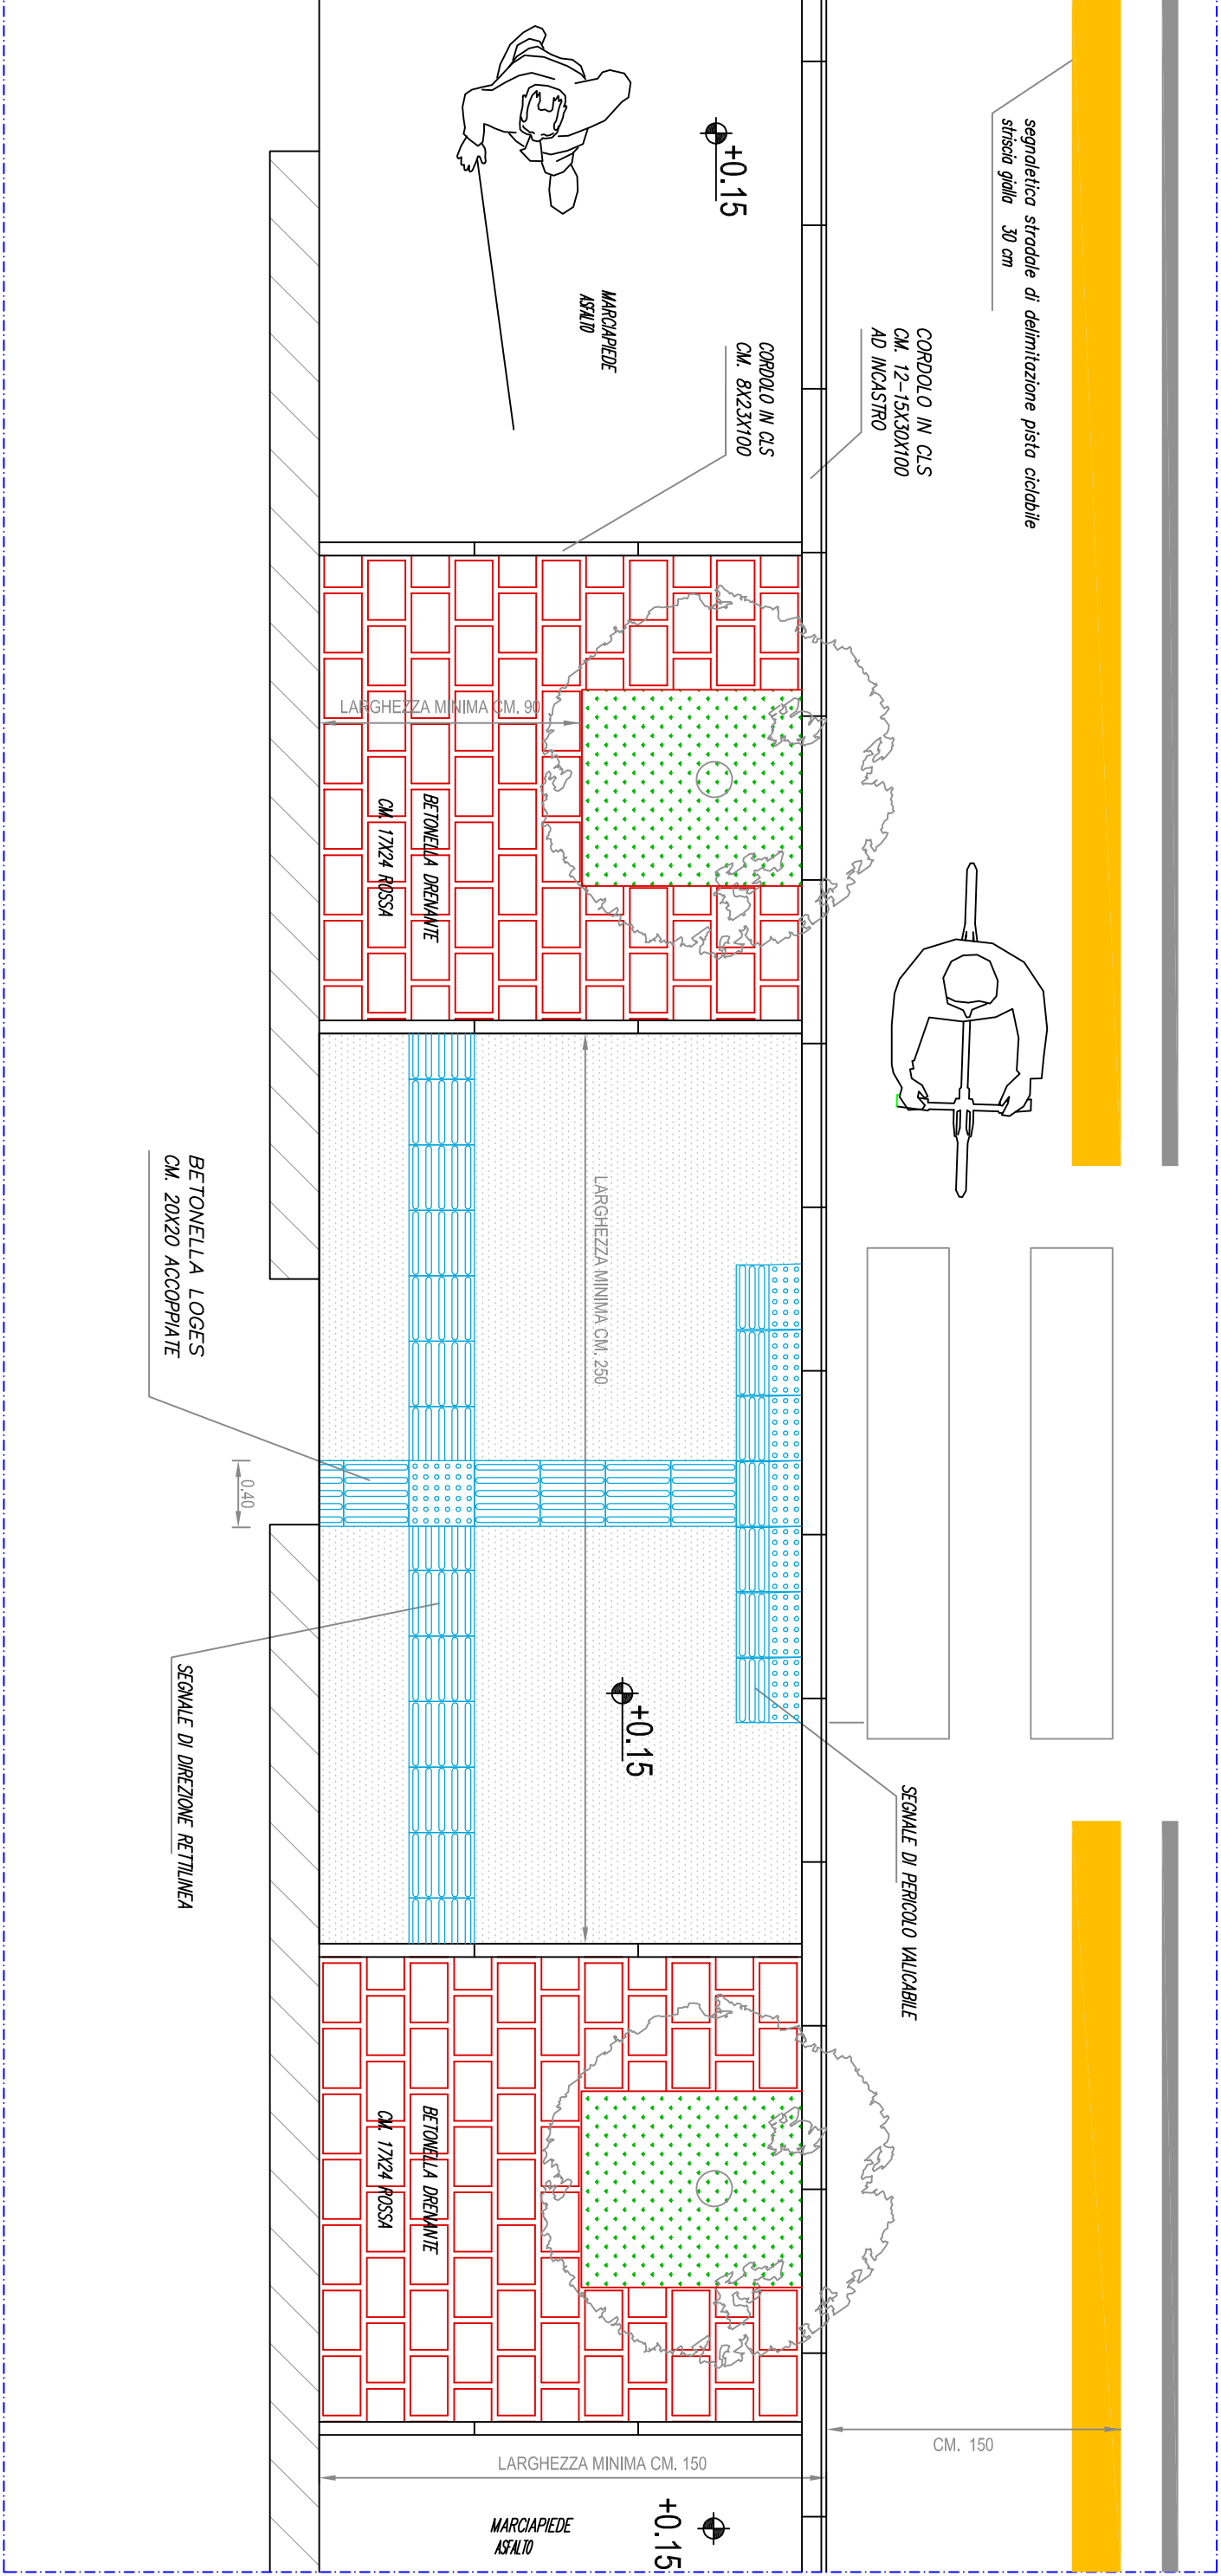 segnaletica stradale di delimitazione pista ciclabile
striscia gialla 30 cm
+0.15
CORDOLO IN CLS
CM. 12-15X30X100
AD INCASTRO
MARCIAPIEDE
ASFALTO
CORDOLO IN CLS
CM. 8X23X100
LARGHEZZA MINIMA CM. 90
BETONELLA DRENANTE
CM. 17X24 ROSSA
BETONELLA LOGES
CM. 20X20 ACCOPPIATE
LARGHEZZA MINIMA CM. 250
0.40
SEGNALE DI DIREZIONE RETTILINEA
+0.15
SEGNALE DI PERICOLO VALICABILE
BETONELLA DRENANTE
CM. 17X24 ROSSA
CM. 150
LARGHEZZA MINIMA CM. 150
MARCIAPIEDE
ASFALTO
+0.15